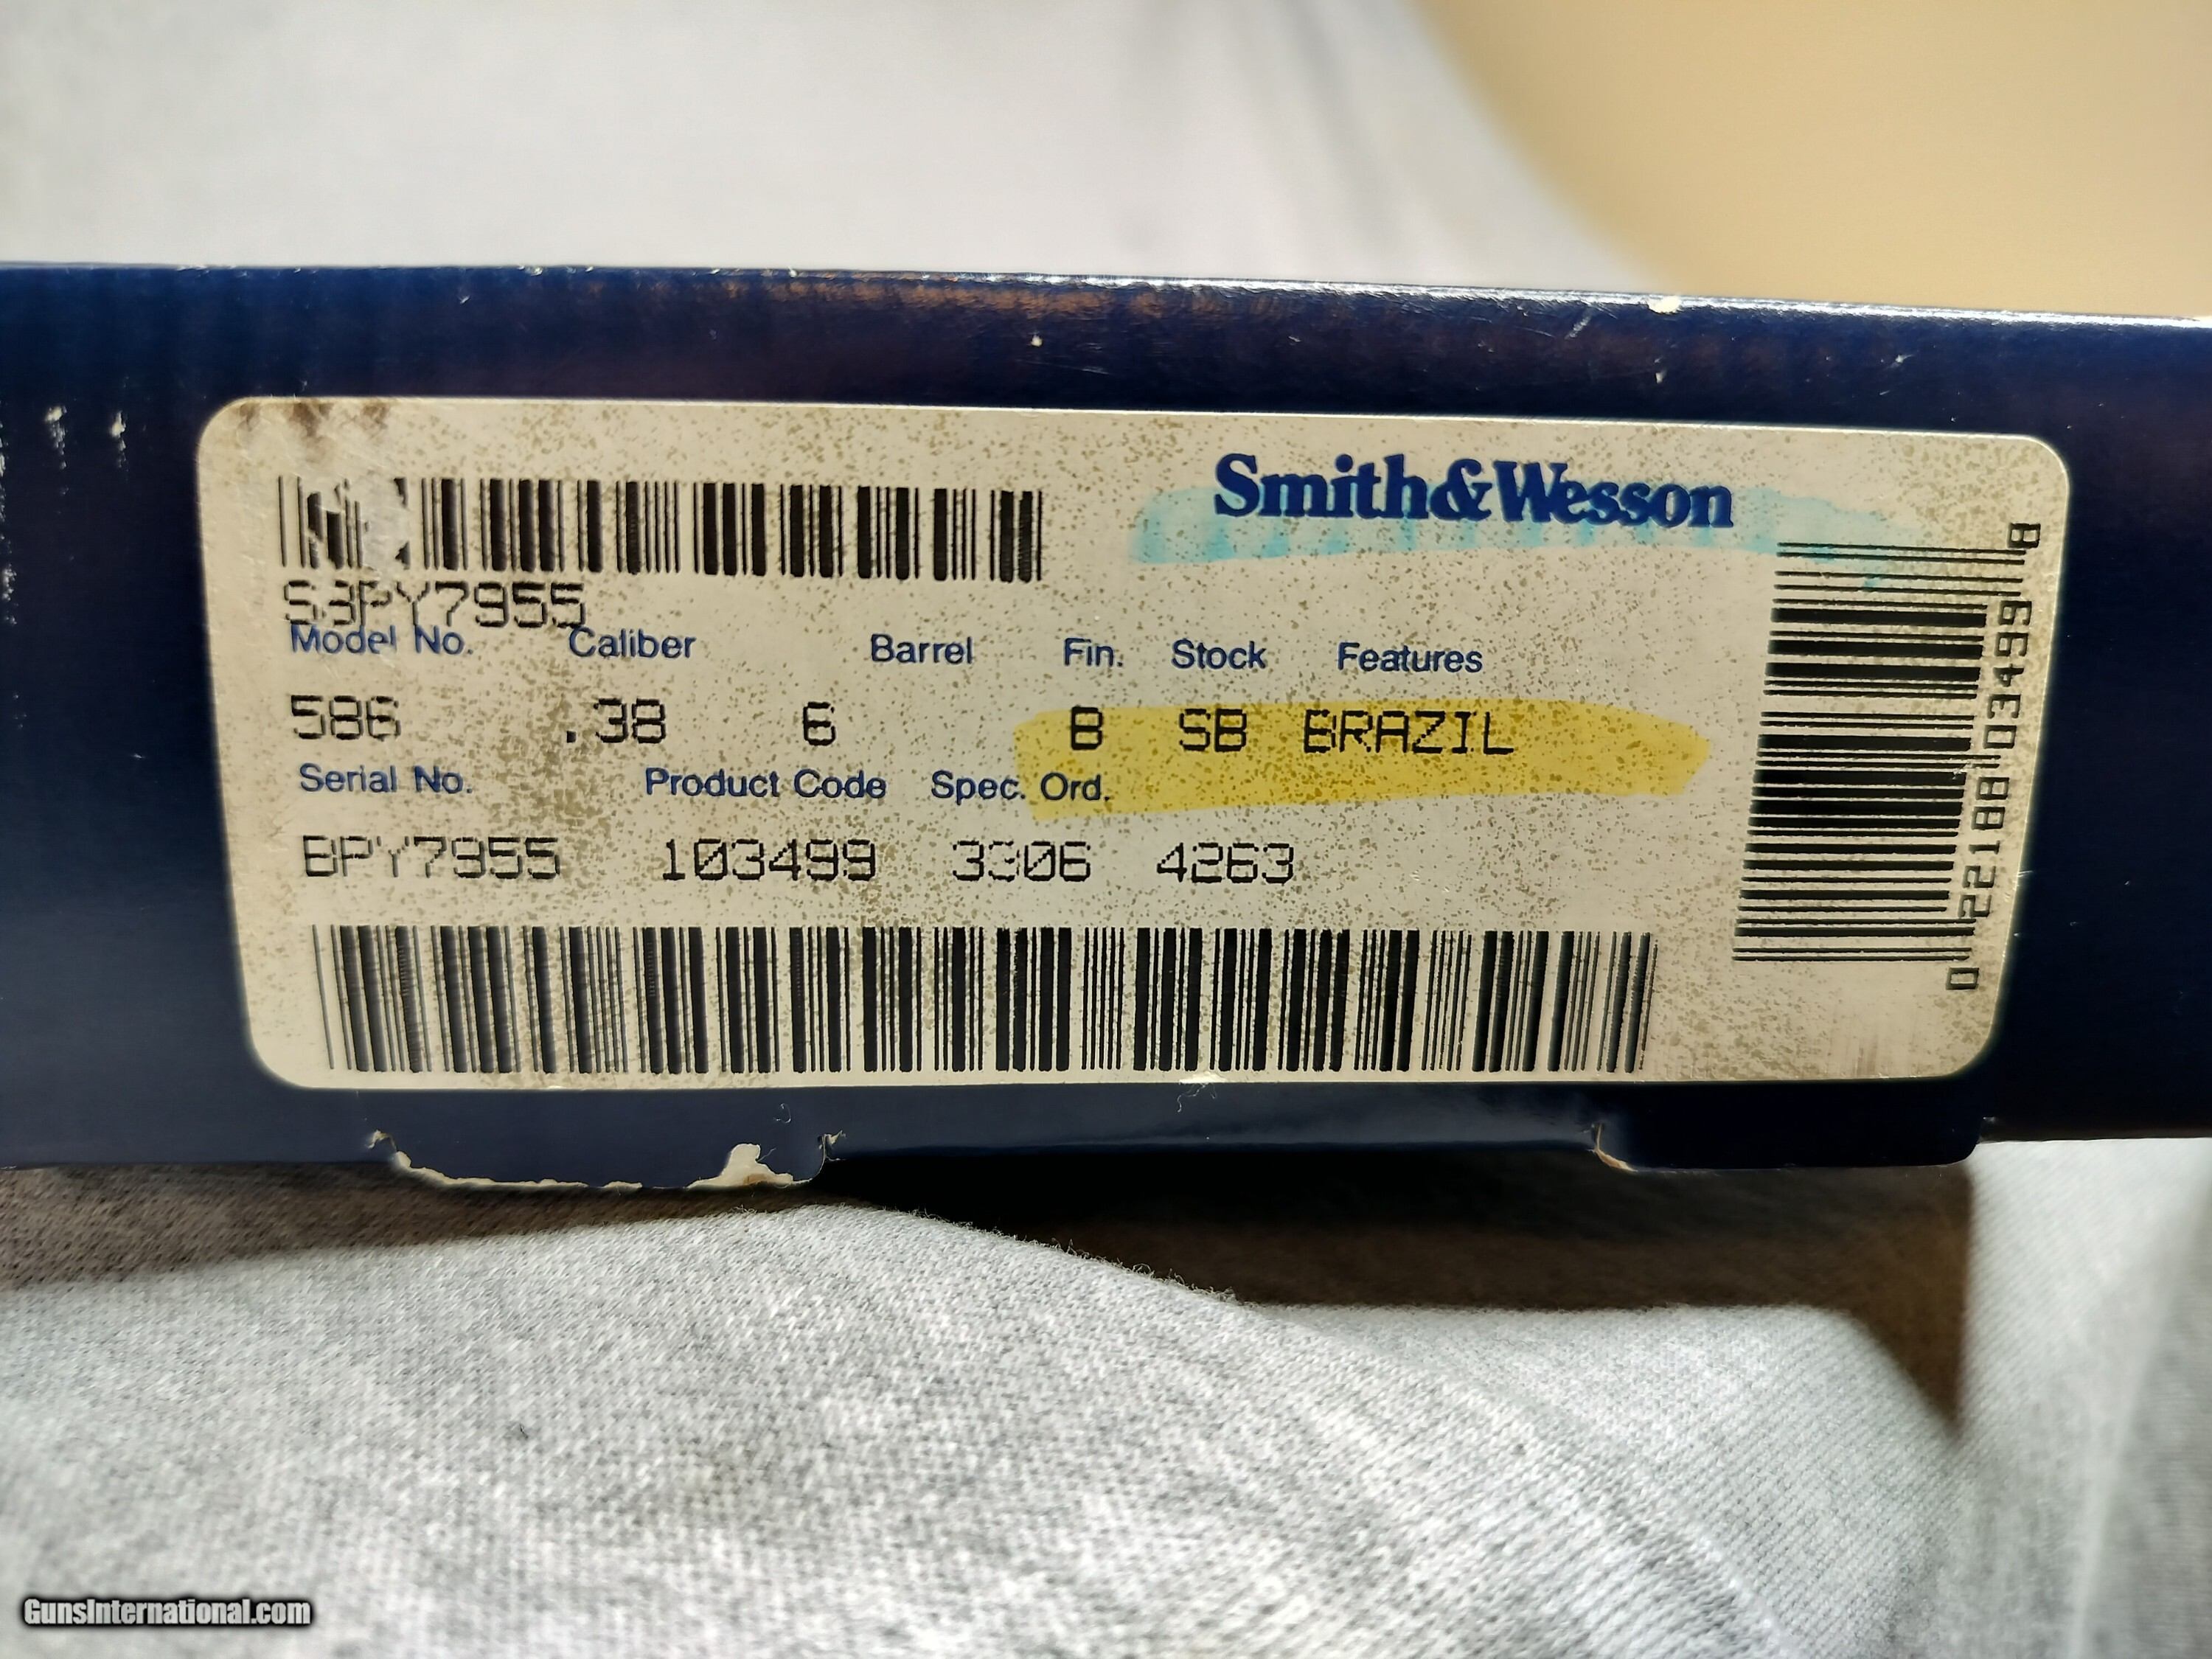 Smith&Wesson
SBPY7955
Model No. Caliber Barrel Fin. Stock Features
586 .38 6 B SB BRAZIL
Serial No. Product Code Spec. Ord.
BPY7955 103499 3306 4263
0 22188 03499 8
GunsInternational.com